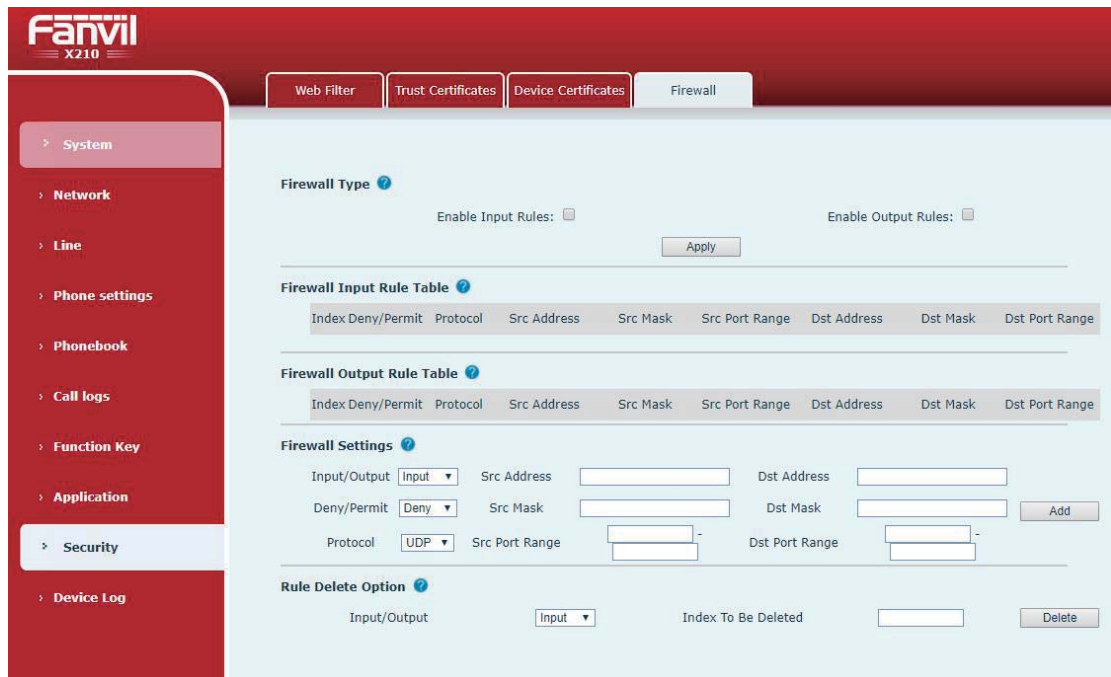 Fanvil
X210
Web Filter
Trust Certificates
Device Certificates
Firewall
System
Network
Line
Phone settings
Phonebook
Call logs
Function Key
Application
Security
Device Log
Firewall Type
Enable Input Rules:
Enable Output Rules:
Apply
Firewall Input Rule Table
Index Deny/Permit Protocol Src Address Src Mask Src Port Range Dst Address Dst Mask Dst Port Range
Firewall Output Rule Table
Index Deny/Permit Protocol Src Address Src Mask Src Port Range Dst Address Dst Mask Dst Port Range
Firewall Settings
Input/Output Input Src Address Dst Address
Deny/Permit Deny Src Mask Dst Mask Add
Protocol UDP Src Port Range - Dst Port Range -
Rule Delete Option
Input/Output Input Index To Be Deleted Delete